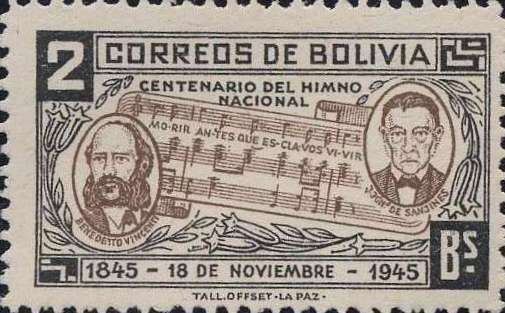 2 CORREOS DE BOLIVIA
CENTENARIO DEL HIMNO
NACIONAL
MO-RIR AN-TES QUE ES-CLA-VOS VI-VIR
BENEDETTO VINCENTI
J. IGN° DE SANJINES
1845 - 18 DE NOVIEMBRE - 1945
Bs.
TALL. OFFSET - LA PAZ -